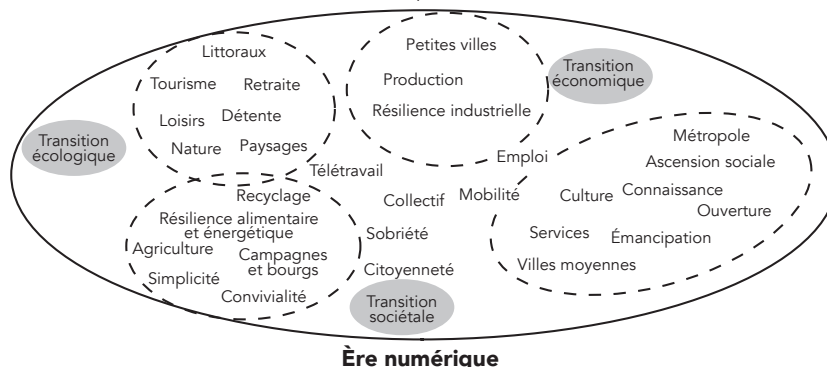 Littoraux
Tourisme
Retraite
Loisirs
Détente
Nature
Paysages
Petites villes
Production
Résilience industrielle
Transition
économique
Transition
écologique
Télétravail
Emploi
Métropole
Ascension sociale
Culture
Connaissance
Ouverture
Services
Émancipation
Villes moyennes
Recyclage
Résilience alimentaire
et énergétique
Agriculture
Campagnes
et bourgs
Simplicité
Convivialité
Collectif
Mobilité
Sobriété
Citoyenneté
Transition
sociétale
Ère numérique